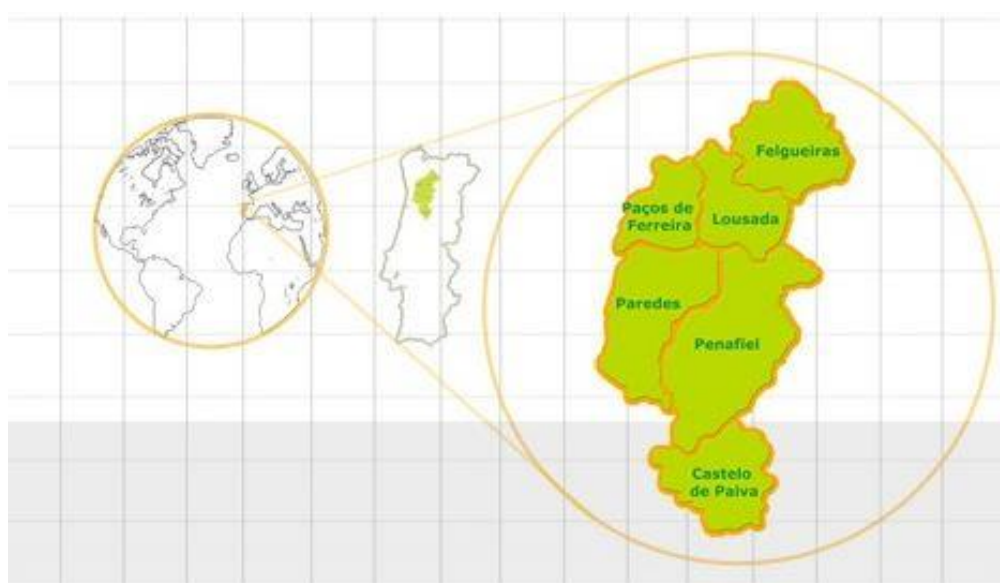 Felgueiras
Paços de
Ferreira
Lousada
Paredes
Penafiel
Castelo
de Paiva